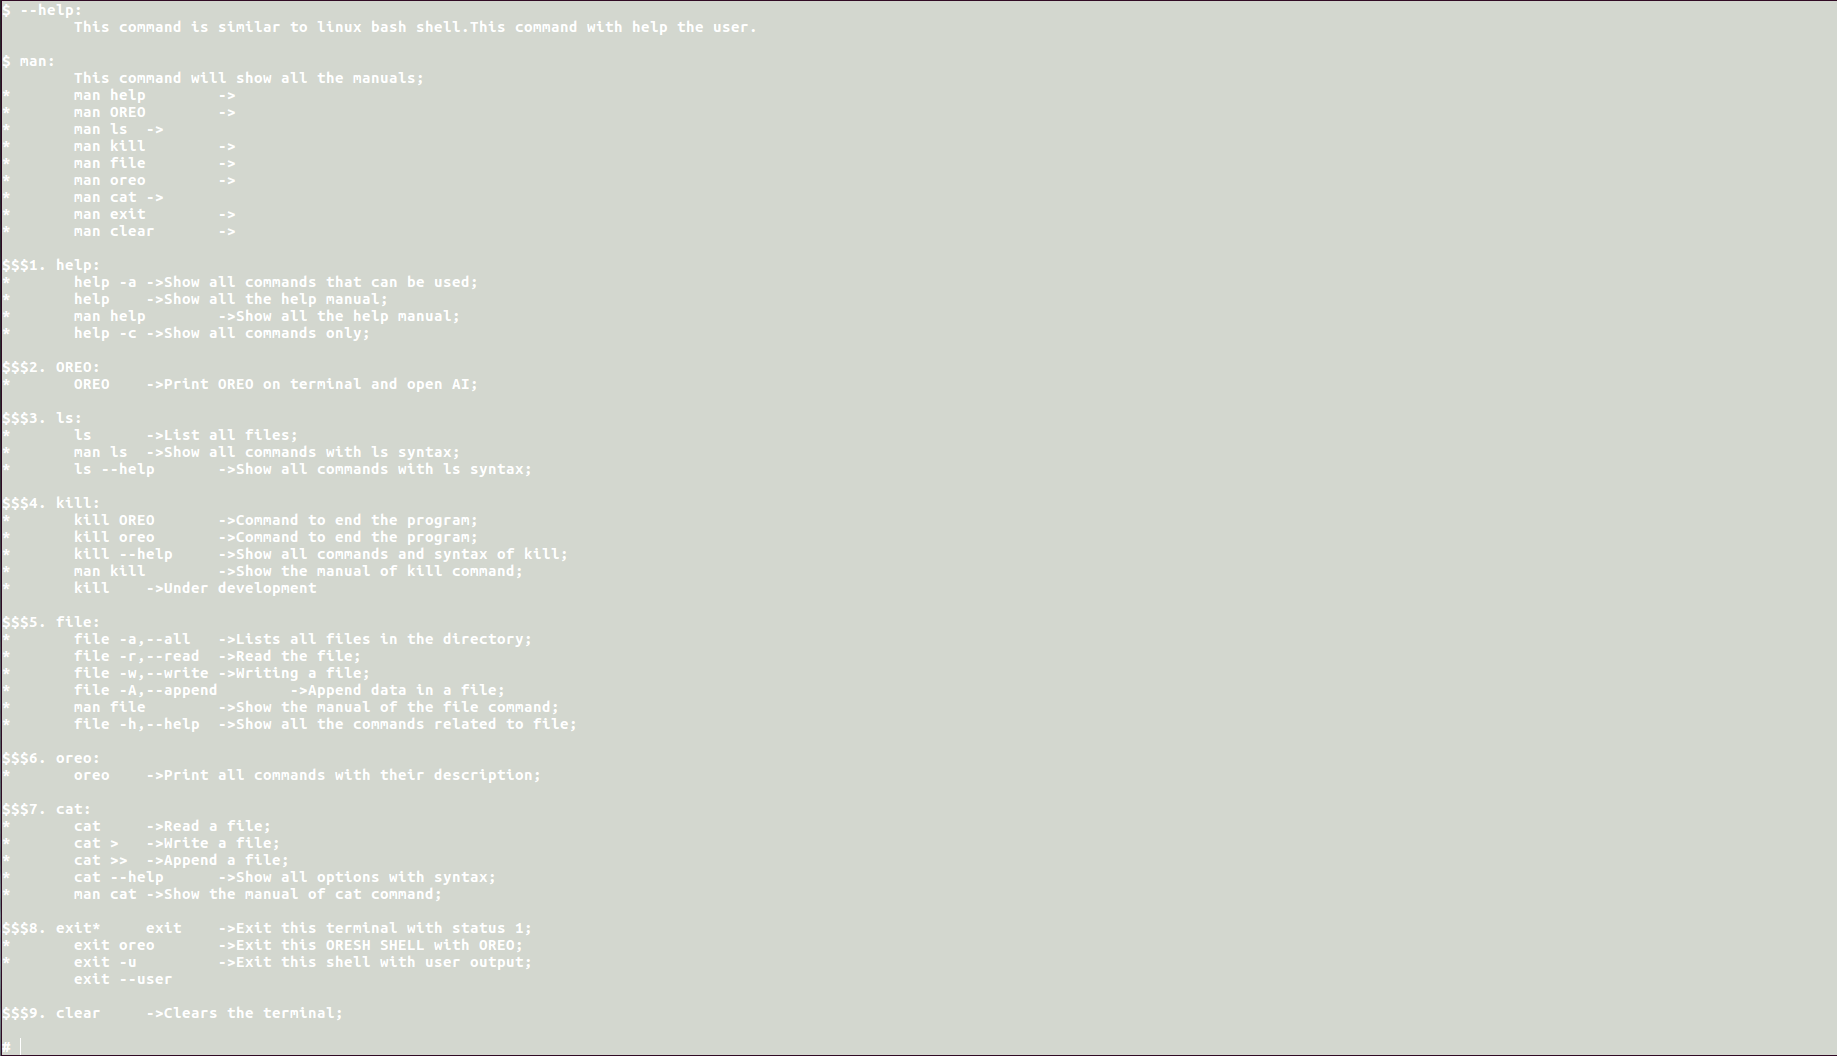 $ --help:
This command is similar to linux bash shell.This command with help the user.
$ man:
This command will show all the manuals;
* man help ->
* man OREO ->
* man ls ->
* man kill ->
* man file ->
* man oreo ->
* man cat ->
* man exit ->
* man clear ->
$$$1. help:
* help -a ->Show all commands that can be used;
* help ->Show all the help manual;
* man help ->Show all the help manual;
* help -c ->Show all commands only;
$$$2. OREO:
* OREO ->Print OREO on terminal and open AI;
$$$3. ls:
* ls ->List all files;
* man ls ->Show all commands with ls syntax;
* ls --help ->Show all commands with ls syntax;
$$$4. kill:
* kill OREO ->Command to end the program;
* kill oreo ->Command to end the program;
* kill --help ->Show all commands and syntax of kill;
* man kill ->Show the manual of kill command;
* kill ->Under development
$$$5. file:
* file -a,--all ->Lists all files in the directory;
* file -r,--read ->Read the file;
* file -w,--write ->Writing a file;
* file -A,--append ->Append data in a file;
* man file ->Show the manual of the file command;
* file -h,--help ->Show all the commands related to file;
$$$6. oreo:
* oreo ->Print all commands with their description;
$$$7. cat:
* cat ->Read a file;
* cat > ->Write a file;
* cat >> ->Append a file;
* cat --help ->Show all options with syntax;
* man cat ->Show the manual of cat command;
$$$8. exit* exit ->Exit this terminal with status 1;
* exit oreo ->Exit this ORESH SHELL with OREO;
* exit -u ->Exit this shell with user output;
exit --user
$$$9. clear ->Clears the terminal;
#